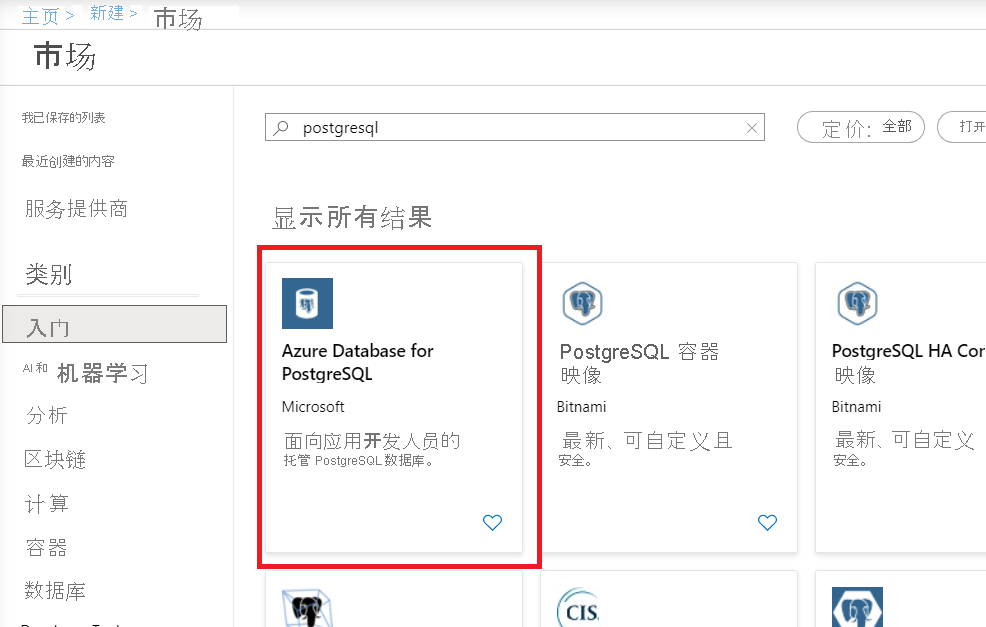 主页 > 新建 > 市场
市场
我已保存的列表
最近创建的内容
服务提供商
类别
入门
AI和 机器学习
分析
区块链
计算
容器
数据库
postgresql
定价: 全部
打开
显示所有结果
Azure Database for
PostgreSQL
Microsoft
面向应用开发人员的
托管 PostgreSQL 数据库。
PostgreSQL 容器
映像
Bitnami
最新、可自定义且
安全。
PostgreSQL HA Con
映像
Bitnami
最新、可自定义
安全。
CIS.